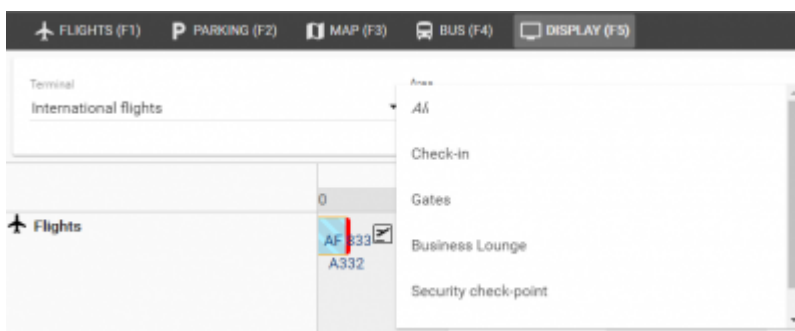 FLIGHTS (F1) PARKING (F2) MAP (F3) BUS (F4) DISPLAY (F5)
Terminal
Area
International flights
All
Check-in
Gates
Business Lounge
Security check-point
0
Flights
AF 333
A332